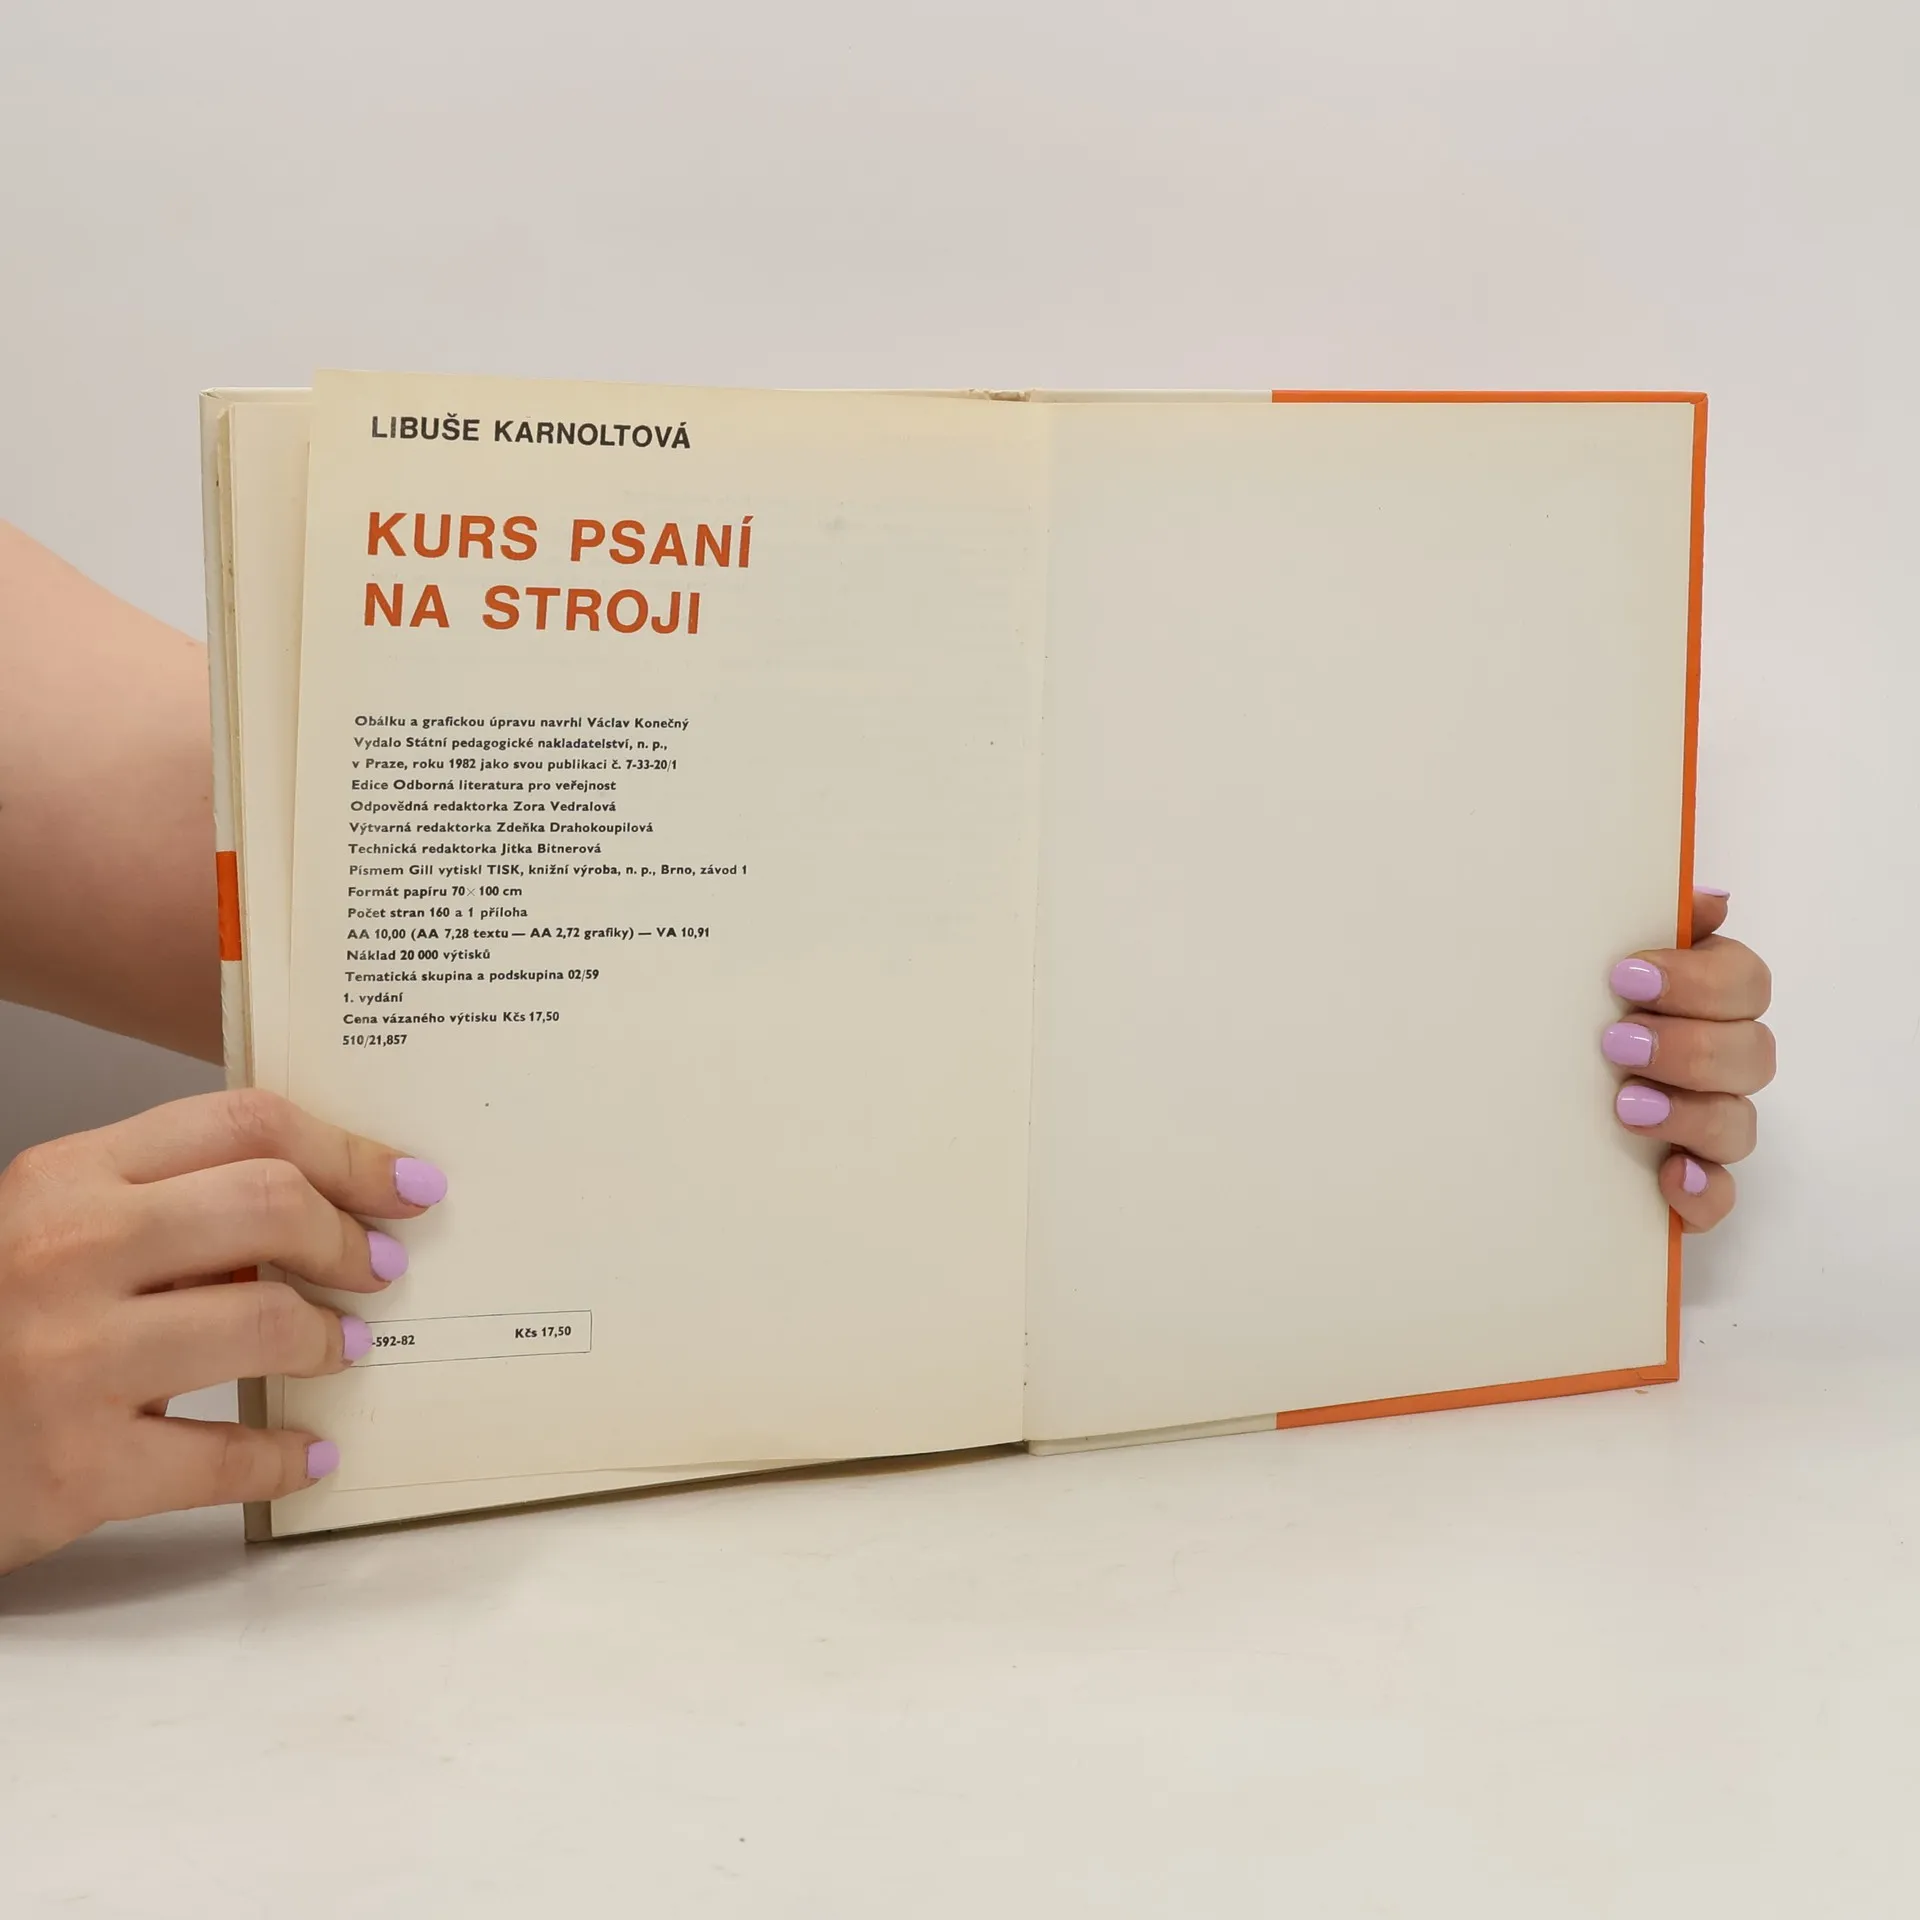 LIBUŠE KARNOLTOVÁ
KURS PSANÍ
NA STROJI
Obálku a grafickou úpravu navrhl Václav Konečný
Vydalo Státní pedagogické nakladatelství, n. p.,
v Praze, roku 1982 jako svou publikaci č. 7-33-20/1
Edice Odborná literatura pro veřejnost
Odpovědná redaktorka Zora Vedralová
Výtvarná redaktorka Zdeňka Drahokoupilová
Technická redaktorka Jitka Bitnerová
Písmem Gill vytiskl TISK, knižní výroba, n. p., Brno, závod 1
Formát papíru 70×100 cm
Počet stran 160 a 1 příloha
AA 10,00 (AA 7,28 textu — AA 2,72 grafiky) — VA 10,91
Náklad 20 000 výtisků
Tematická skupina a podskupina 02/59
1. vydání
Cena vázaného výtisku Kčs 17,50
510/21,857
-592-82 Kčs 17,50